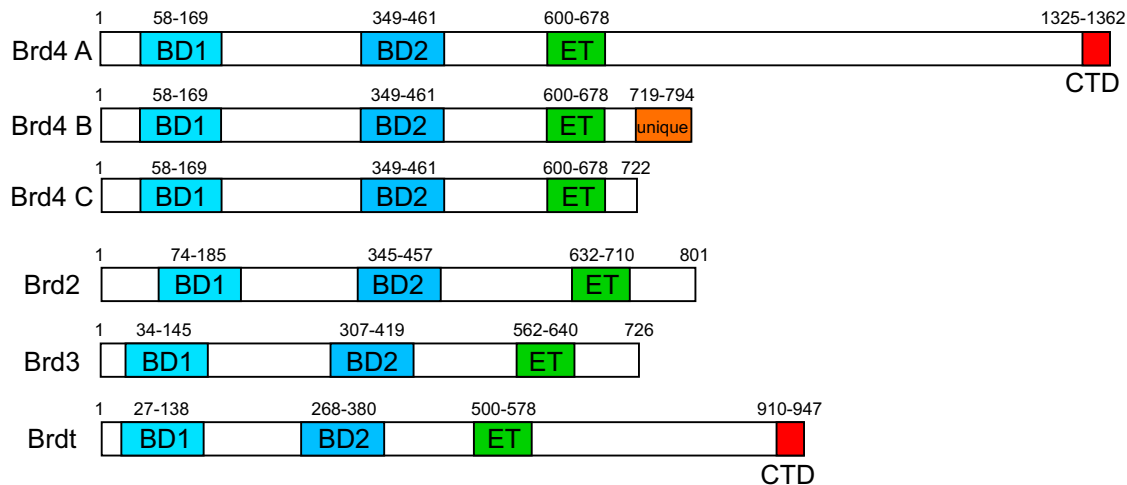 1 58-169 349-461 600-678 1325-1362
Brd4 A BD1 BD2 ET
CTD
1 58-169 349-461 600-678 719-794
Brd4 B BD1 BD2 ET unique
1 58-169 349-461 600-678 722
Brd4 C BD1 BD2 ET
1 74-185 345-457 632-710 801
Brd2 BD1 BD2 ET
1 34-145 307-419 562-640 726
Brd3 BD1 BD2 ET
1 27-138 268-380 500-578 910-947
Brdt BD1 BD2 ET
CTD